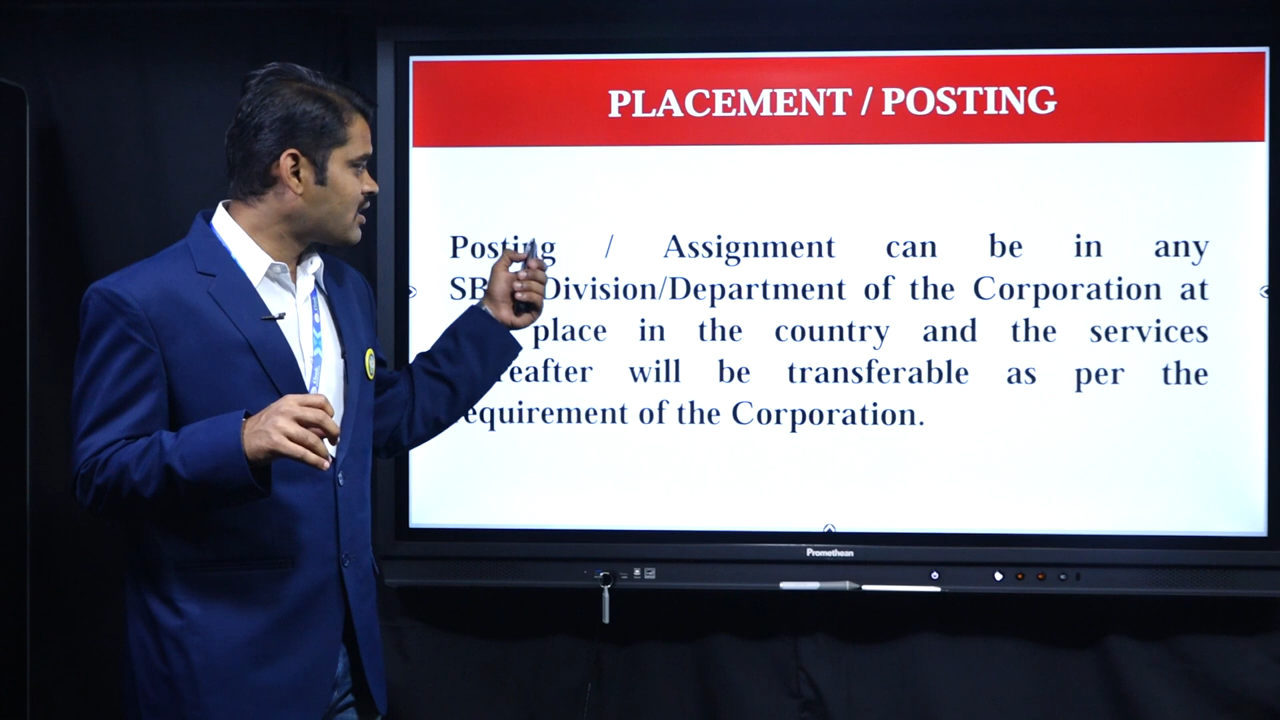 PLACEMENT / POSTING
Posting / Assignment can be in any
Division/Department of the Corporation at
place in the country and the services
will be transferable as per the
of the Corporation.
Promethean